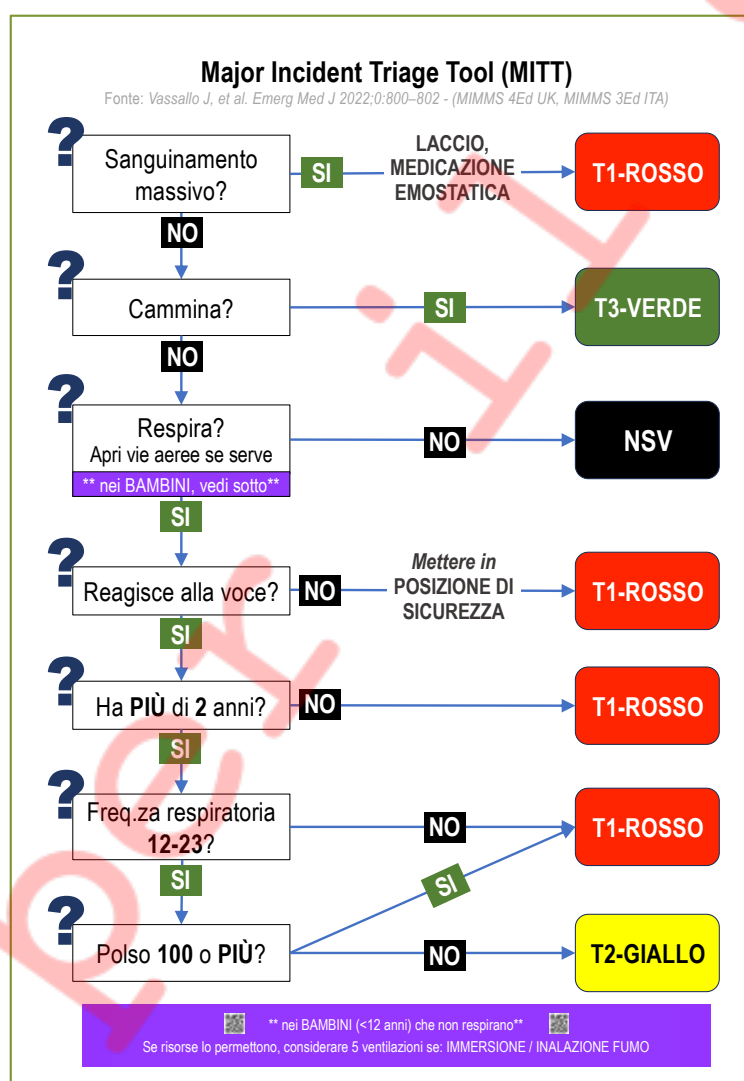 Major Incident Triage Tool (MITT)
Fonte: Vassallo J, et al. Emerg Med J 2022;0:800–802 - (MIMMS 4Ed UK, MIMMS 3Ed ITA)
?
Sanguinamento
massivo?
SI
LACCIO,
MEDICAZIONE
EMOSTATICA
T1-ROSSO
NO
?
Cammina?
SI
T3-VERDE
NO
?
Respira?
Apri vie aeree se serve
** nei BAMBINI, vedi sotto**
NO
NSV
SI
?
Reagisce alla voce?
NO
Mettere in
POSIZIONE DI
SICUREZZA
T1-ROSSO
SI
?
Ha PIÙ di 2 anni?
NO
T1-ROSSO
SI
?
Freq.za respiratoria
12-23?
NO
T1-ROSSO
SI
SI
?
Polso 100 o PIÙ?
NO
T2-GIALLO
** nei BAMBINI (<12 anni) che non respirano**
Se risorse lo permettono, considerare 5 ventilazioni se: IMMERSIONE / INALAZIONE FUMO
per il